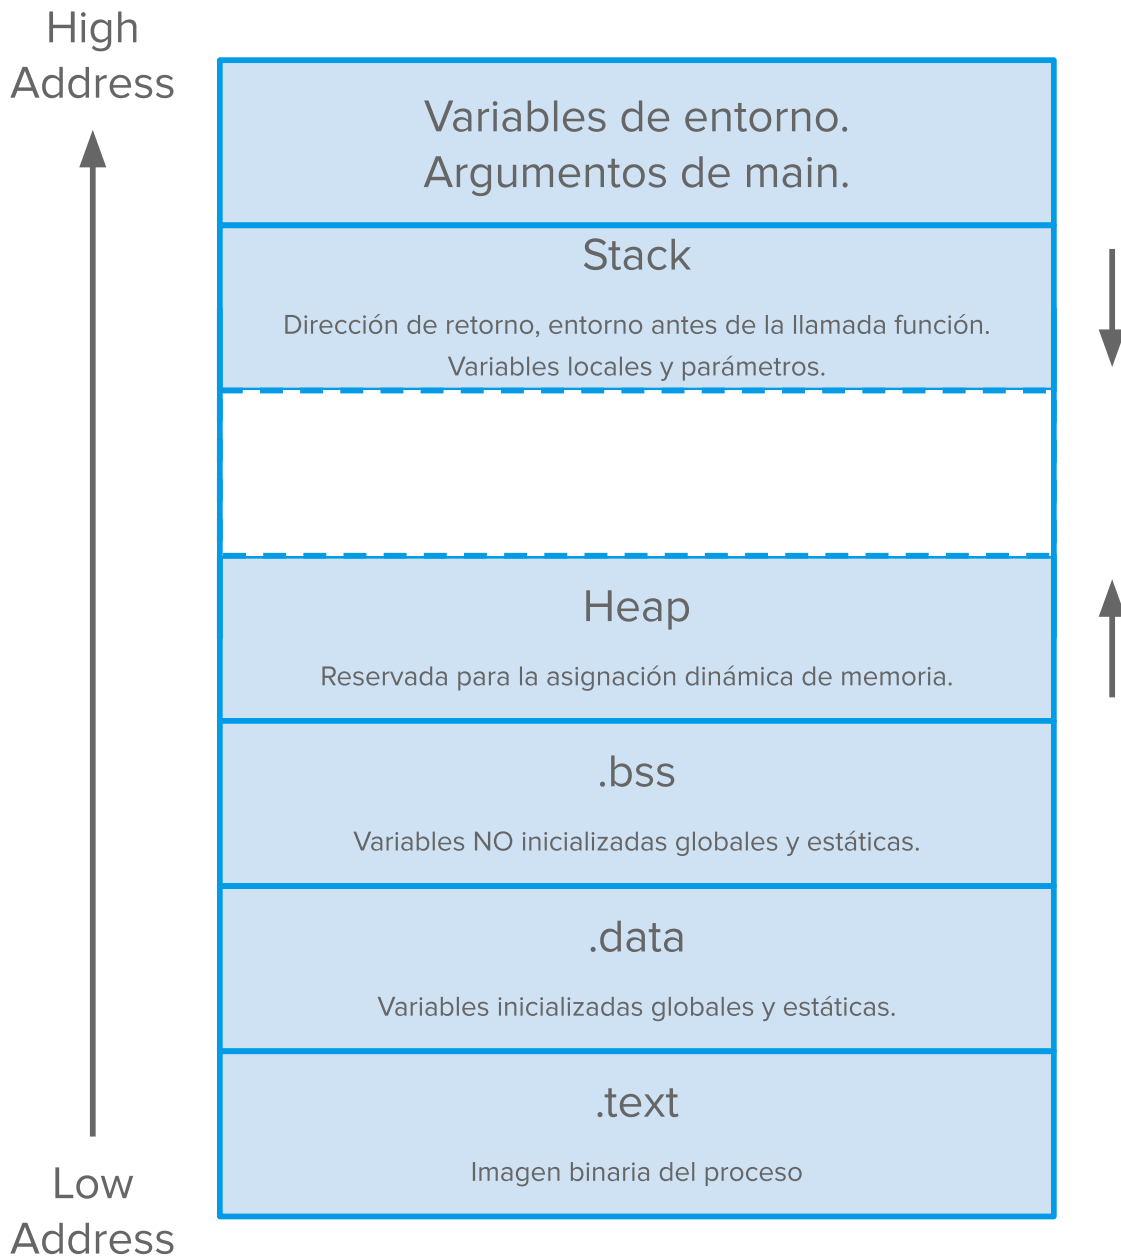 High
Address
Variables de entorno.
Argumentos de main.
Stack
Dirección de retorno, entorno antes de la llamada función.
Variables locales y parámetros.
Heap
Reservada para la asignación dinámica de memoria.
.bss
Variables NO inicializadas globales y estáticas.
.data
Variables inicializadas globales y estáticas.
.text
Imagen binaria del proceso
Low
Address